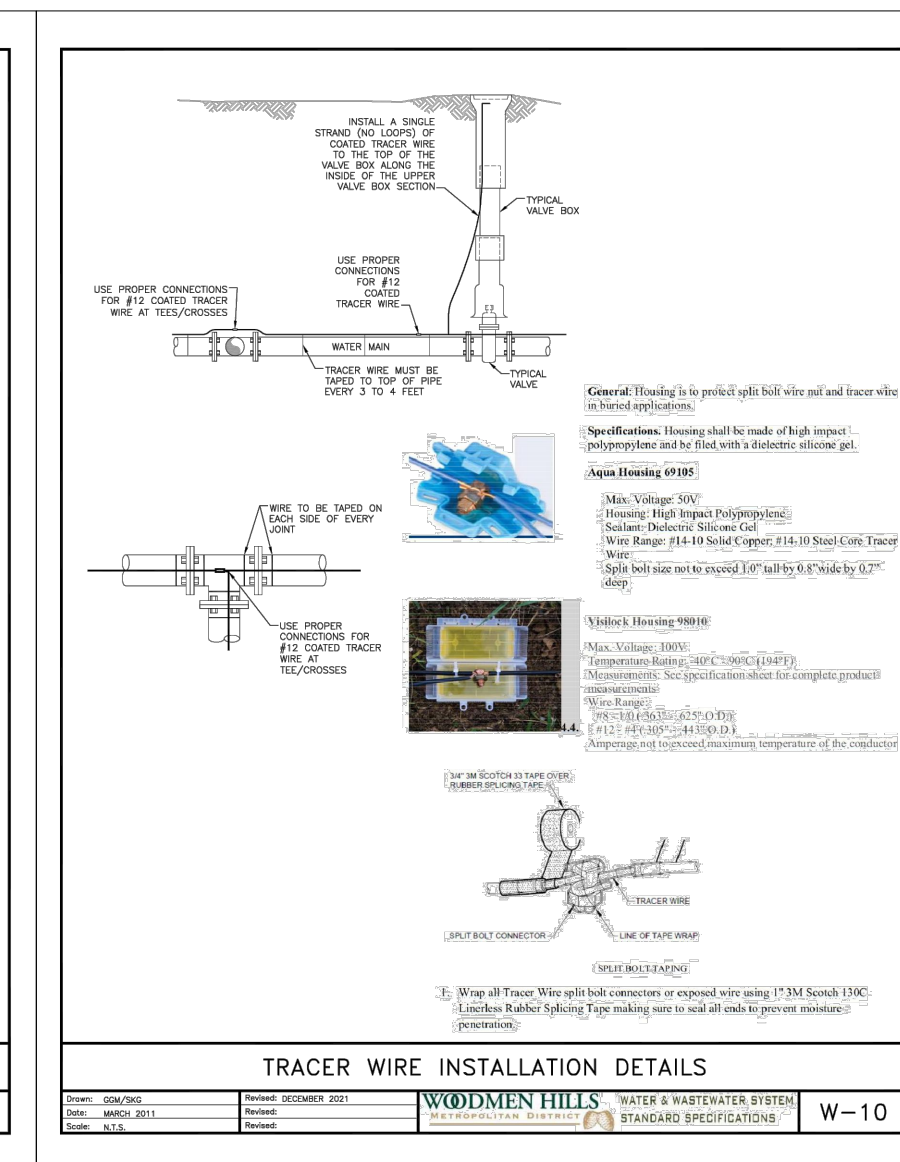 INSTALL A SINGLE
STRAND (NO LOOPS) OF
COATED TRACER WIRE
TO THE TOP OF THE
VALVE BOX ALONG THE
INSIDE OF THE UPPER
VALVE BOX SECTION
TYPICAL
VALVE BOX
USE PROPER
CONNECTIONS
FOR #12
COATED
TRACER WIRE
USE PROPER CONNECTIONS
FOR #12 COATED TRACER
WIRE AT TEES/CROSSES
WATER MAIN
TRACER WIRE MUST BE
TAPED TO TOP OF PIPE
EVERY 3 TO 4 FEET
TYPICAL
VALVE
General: Housing is to protect split bolt wire nut and tracer wire
in buried applications.
Specifications. Housing shall be made of high impact
polypropylene and be filed with a dielectric silicone gel.
Aqua Housing 69105
Max. Voltage: 50V
Housing: High Impact Polypropylene
Sealant: Dielectric Silicone Gel
Wire Range: #14-10 Solid Copper; #14-10 Steel Core Tracer
Wire
Split bolt size not to exceed 1.0" tall by 0.8"wide by 0.7"
deep
WIRE TO BE TAPED ON
EACH SIDE OF EVERY
JOINT
USE PROPER
CONNECTIONS FOR
#12 COATED TRACER
WIRE AT
TEE/CROSSES
Visilock Housing 98010
Max. Voltage: 100V
Temperature Rating: -40°C - 90°C (194°F)
Measurements: See specification sheet for complete product
measurements
Wire Range:
#8 - 1/0 (.363" - .625" O.D.)
4.4. #12 - #4 (.305" - .443" O.D.)
Amperage not to exceed maximum temperature of the conductor
3/4" 3M SCOTCH 33 TAPE OVER
RUBBER SPLICING TAPE
TRACER WIRE
SPLIT BOLT CONNECTOR
LINE OF TAPE WRAP
SPLIT BOLT TAPING
1. Wrap all Tracer Wire split bolt connectors or exposed wire using 1" 3M Scotch 130C
Linerless Rubber Splicing Tape making sure to seal all ends to prevent moisture
penetration.
TRACER WIRE INSTALLATION DETAILS
Drawn: GGM/SKG
Date: MARCH 2011
Scale: N.T.S.
Revised: DECEMBER 2021
Revised:
Revised:
WOODMEN HILLS
METROPOLITAN DISTRICT
WATER & WASTEWATER SYSTEM
STANDARD SPECIFICATIONS
W-10